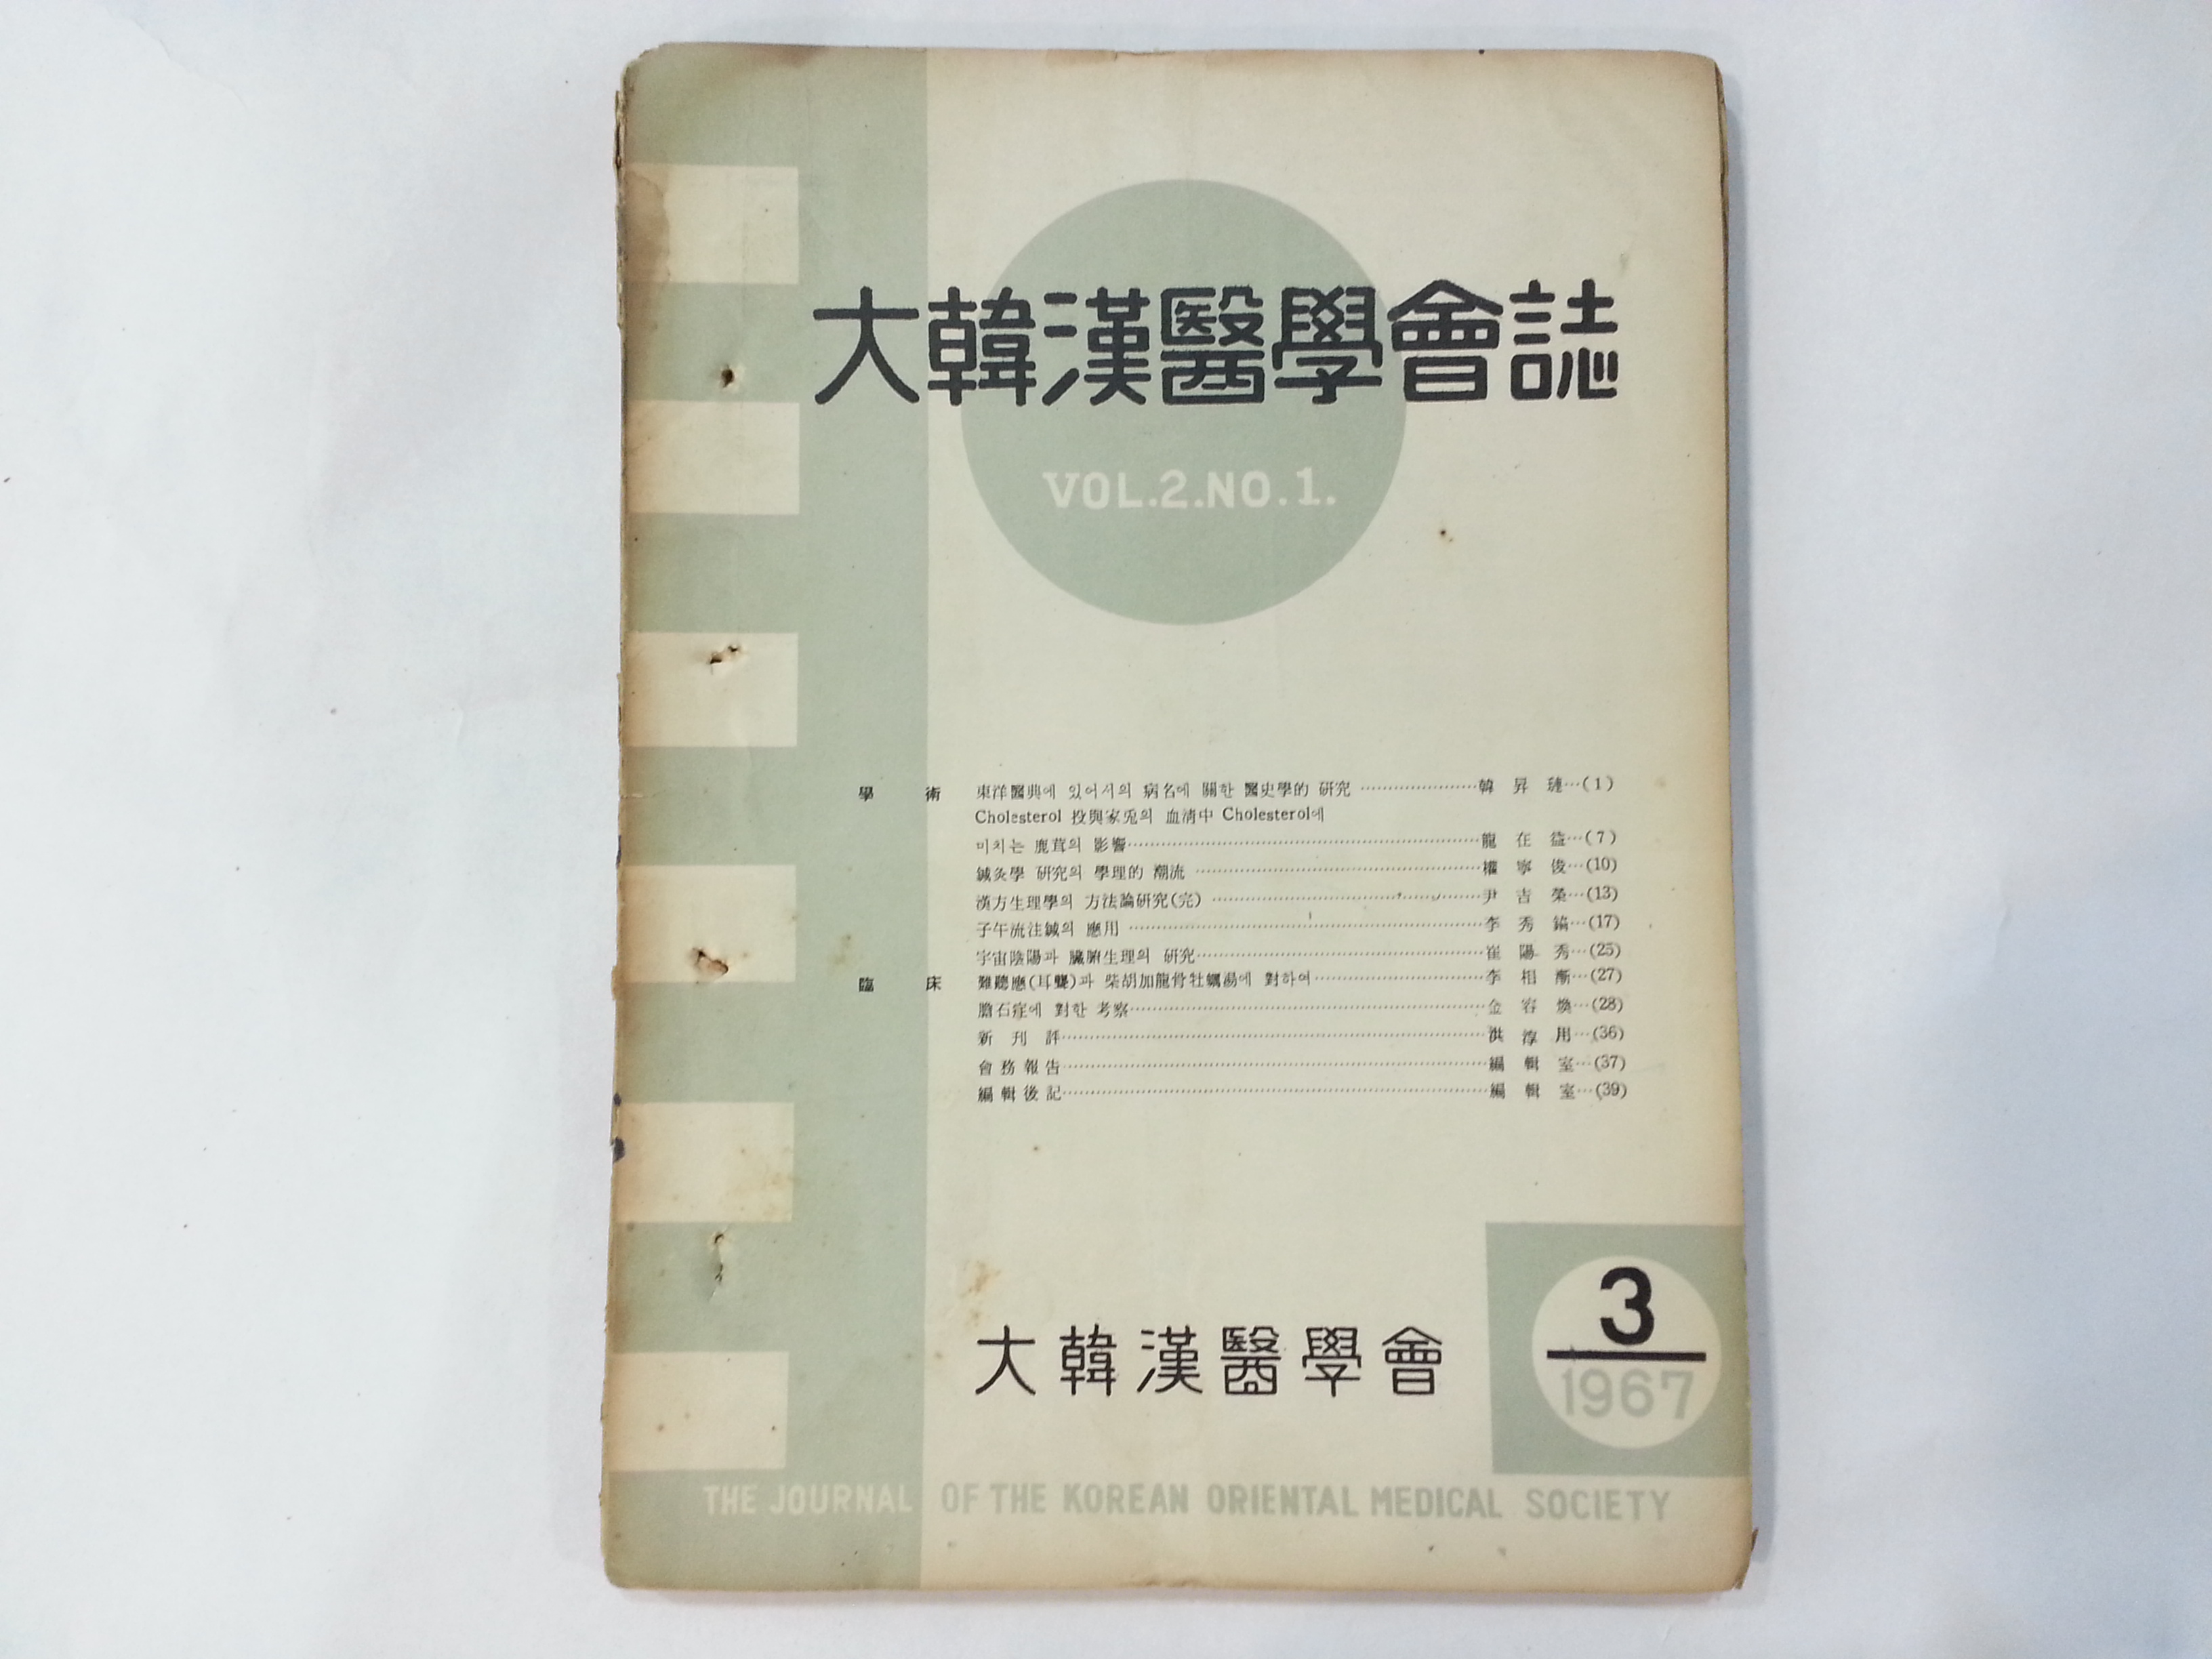 大韓漢醫學會誌
VOL.2.NO.1.
學 術 東洋醫典에 있어서의 病名에 關한 醫史學的 研究 ………… 韓 昇 璉…(1)
Cholesterol 投與家兎의 血淸中 Cholesterol에
미치는 鹿茸의 影響………… 龍 在 益…(7)
鍼灸學 研究의 學理的 潮流 ………… 權 寧 俊…(10)
漢方生理學의 方法論研究(完) ………… 尹 吉 榮…(13)
子午流注鍼의 應用 ………… 李 秀 …(17)
宇宙陰陽과 臟腑生理의 研究………… 崔 陽 秀…(25)
臨 床 難聽應(耳聾)과 柴胡加龍骨牡蠣湯에 對하여………… 李 相 漸…(27)
膽石症에 對한 考察………… 金 容 煥…(28)
新 刊 評………… 洪 淳 用…(36)
會務報告………… 編 輯 室…(37)
編輯後記………… 編 輯 室…(39)
大韓漢醫學會
3
1967
THE JOURNAL OF THE KOREAN ORIENTAL MEDICAL SOCIETY